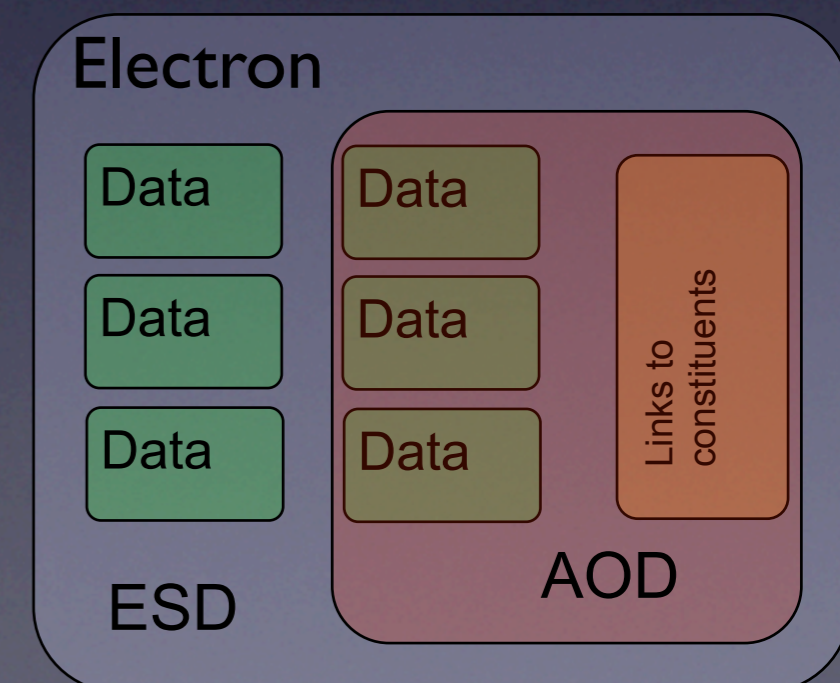 Electron
Data
Data
Data
Data
Data
Data
Links to
constituents
AOD
ESD